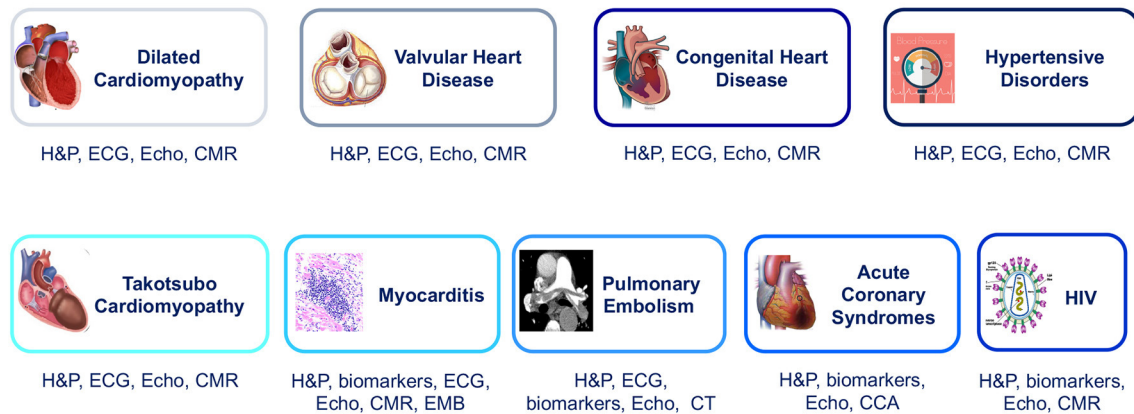 Dilated
Cardiomyopathy
H&P, ECG, Echo, CMR
Valvular Heart
Disease
H&P, ECG, Echo, CMR
Congenital Heart
Disease
H&P, ECG, Echo, CMR
Blood Pressure
Hypertensive
Disorders
H&P, ECG, Echo, CMR
Takotsubo
Cardiomyopathy
H&P, ECG, Echo, CMR
Myocarditis
H&P, biomarkers, ECG,
Echo, CMR, EMB
Pulmonary
Embolism
H&P, ECG,
biomarkers, Echo, CT
Acute
Coronary
Syndromes
H&P, biomarkers,
Echo, CCA
HIV
H&P, biomarkers,
Echo, CMR